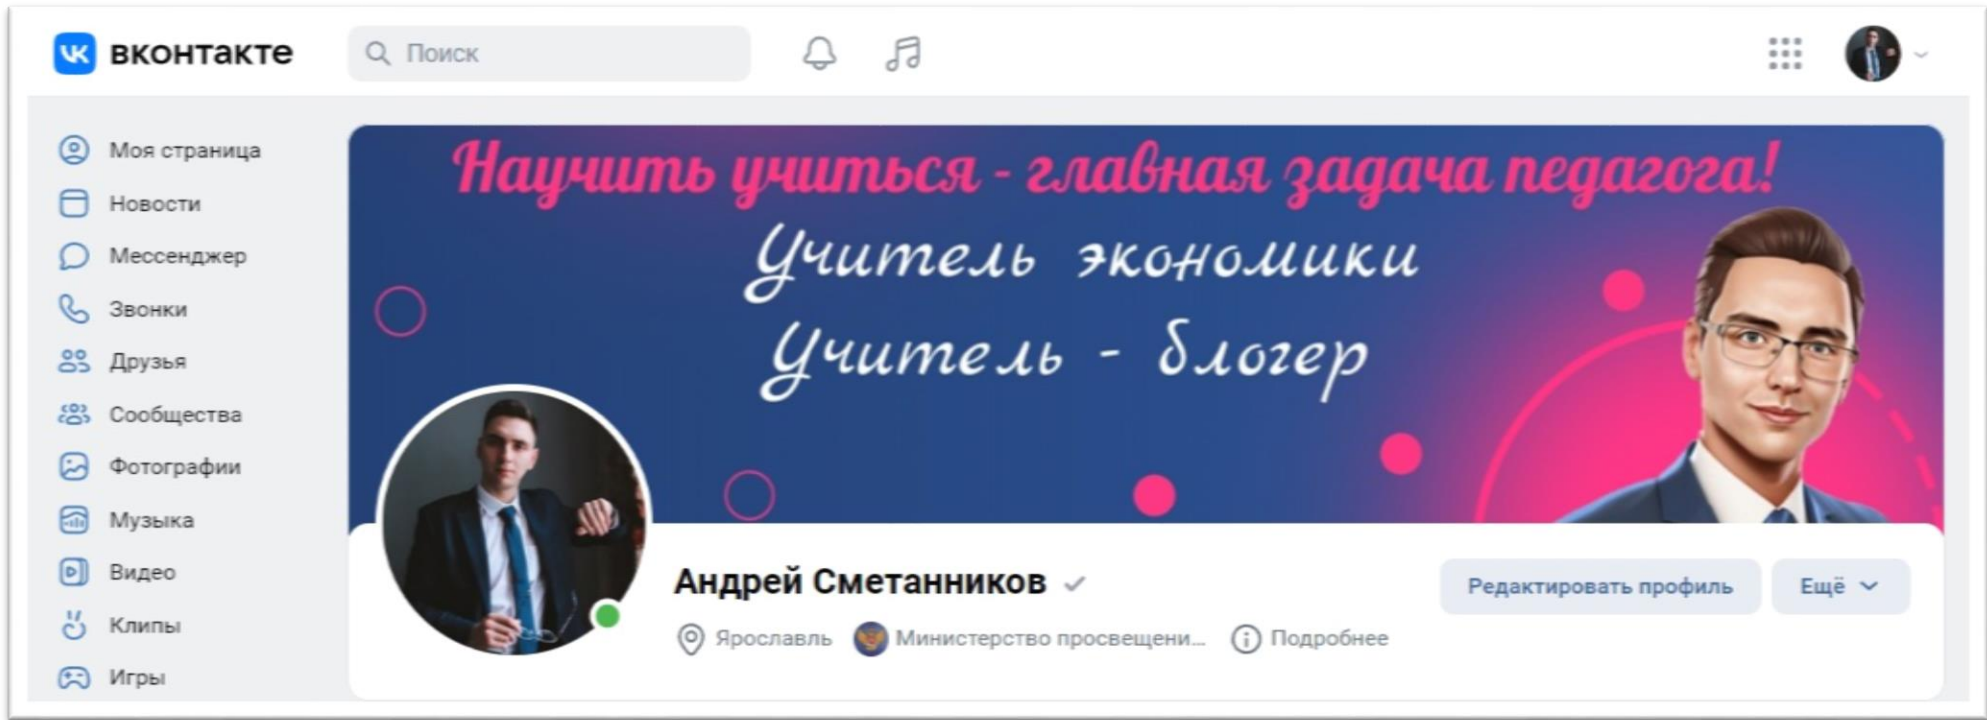 вконтакте
Поиск
Моя страница
Новости
Мессенджер
Звонки
Друзья
Сообщества
Фотографии
Музыка
Видео
Клипы
Игры
Научить учиться - главная задача педагога!
Учитель экономики
Учитель - блогер
Андрей Сметанников
Редактировать профиль
Ещё
Ярославль
Министерство просвещени...
Подробнее